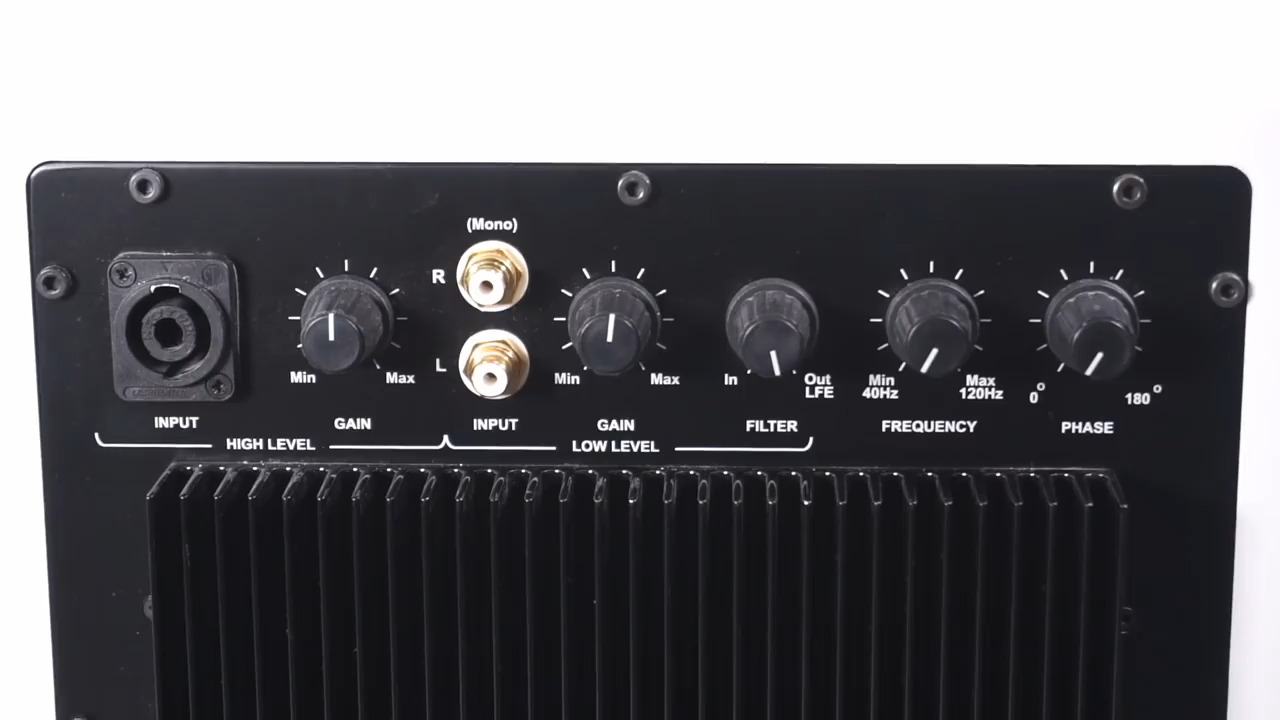 (Mono)
R
L
Min
Max
Min
Max
In
Out
LFE
Min
40Hz
Max
120Hz
0°
180°
INPUT
GAIN
INPUT
GAIN
FILTER
FREQUENCY
PHASE
HIGH LEVEL
LOW LEVEL